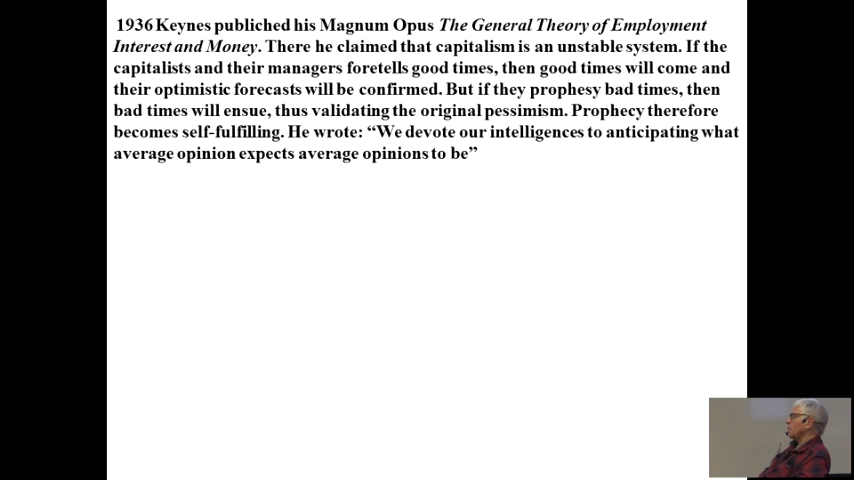 1936 Keynes publiched his Magnum Opus The General Theory of Employment
Interest and Money. There he claimed that capitalism is an unstable system. If the
capitalists and their managers foretells good times, then good times will come and
their optimistic forecasts will be confirmed. But if they prophesy bad times, then
bad times will ensue, thus validating the original pessimism. Prophecy therefore
becomes self-fulfilling. He wrote: “We devote our intelligences to anticipating what
average opinion expects average opinions to be”